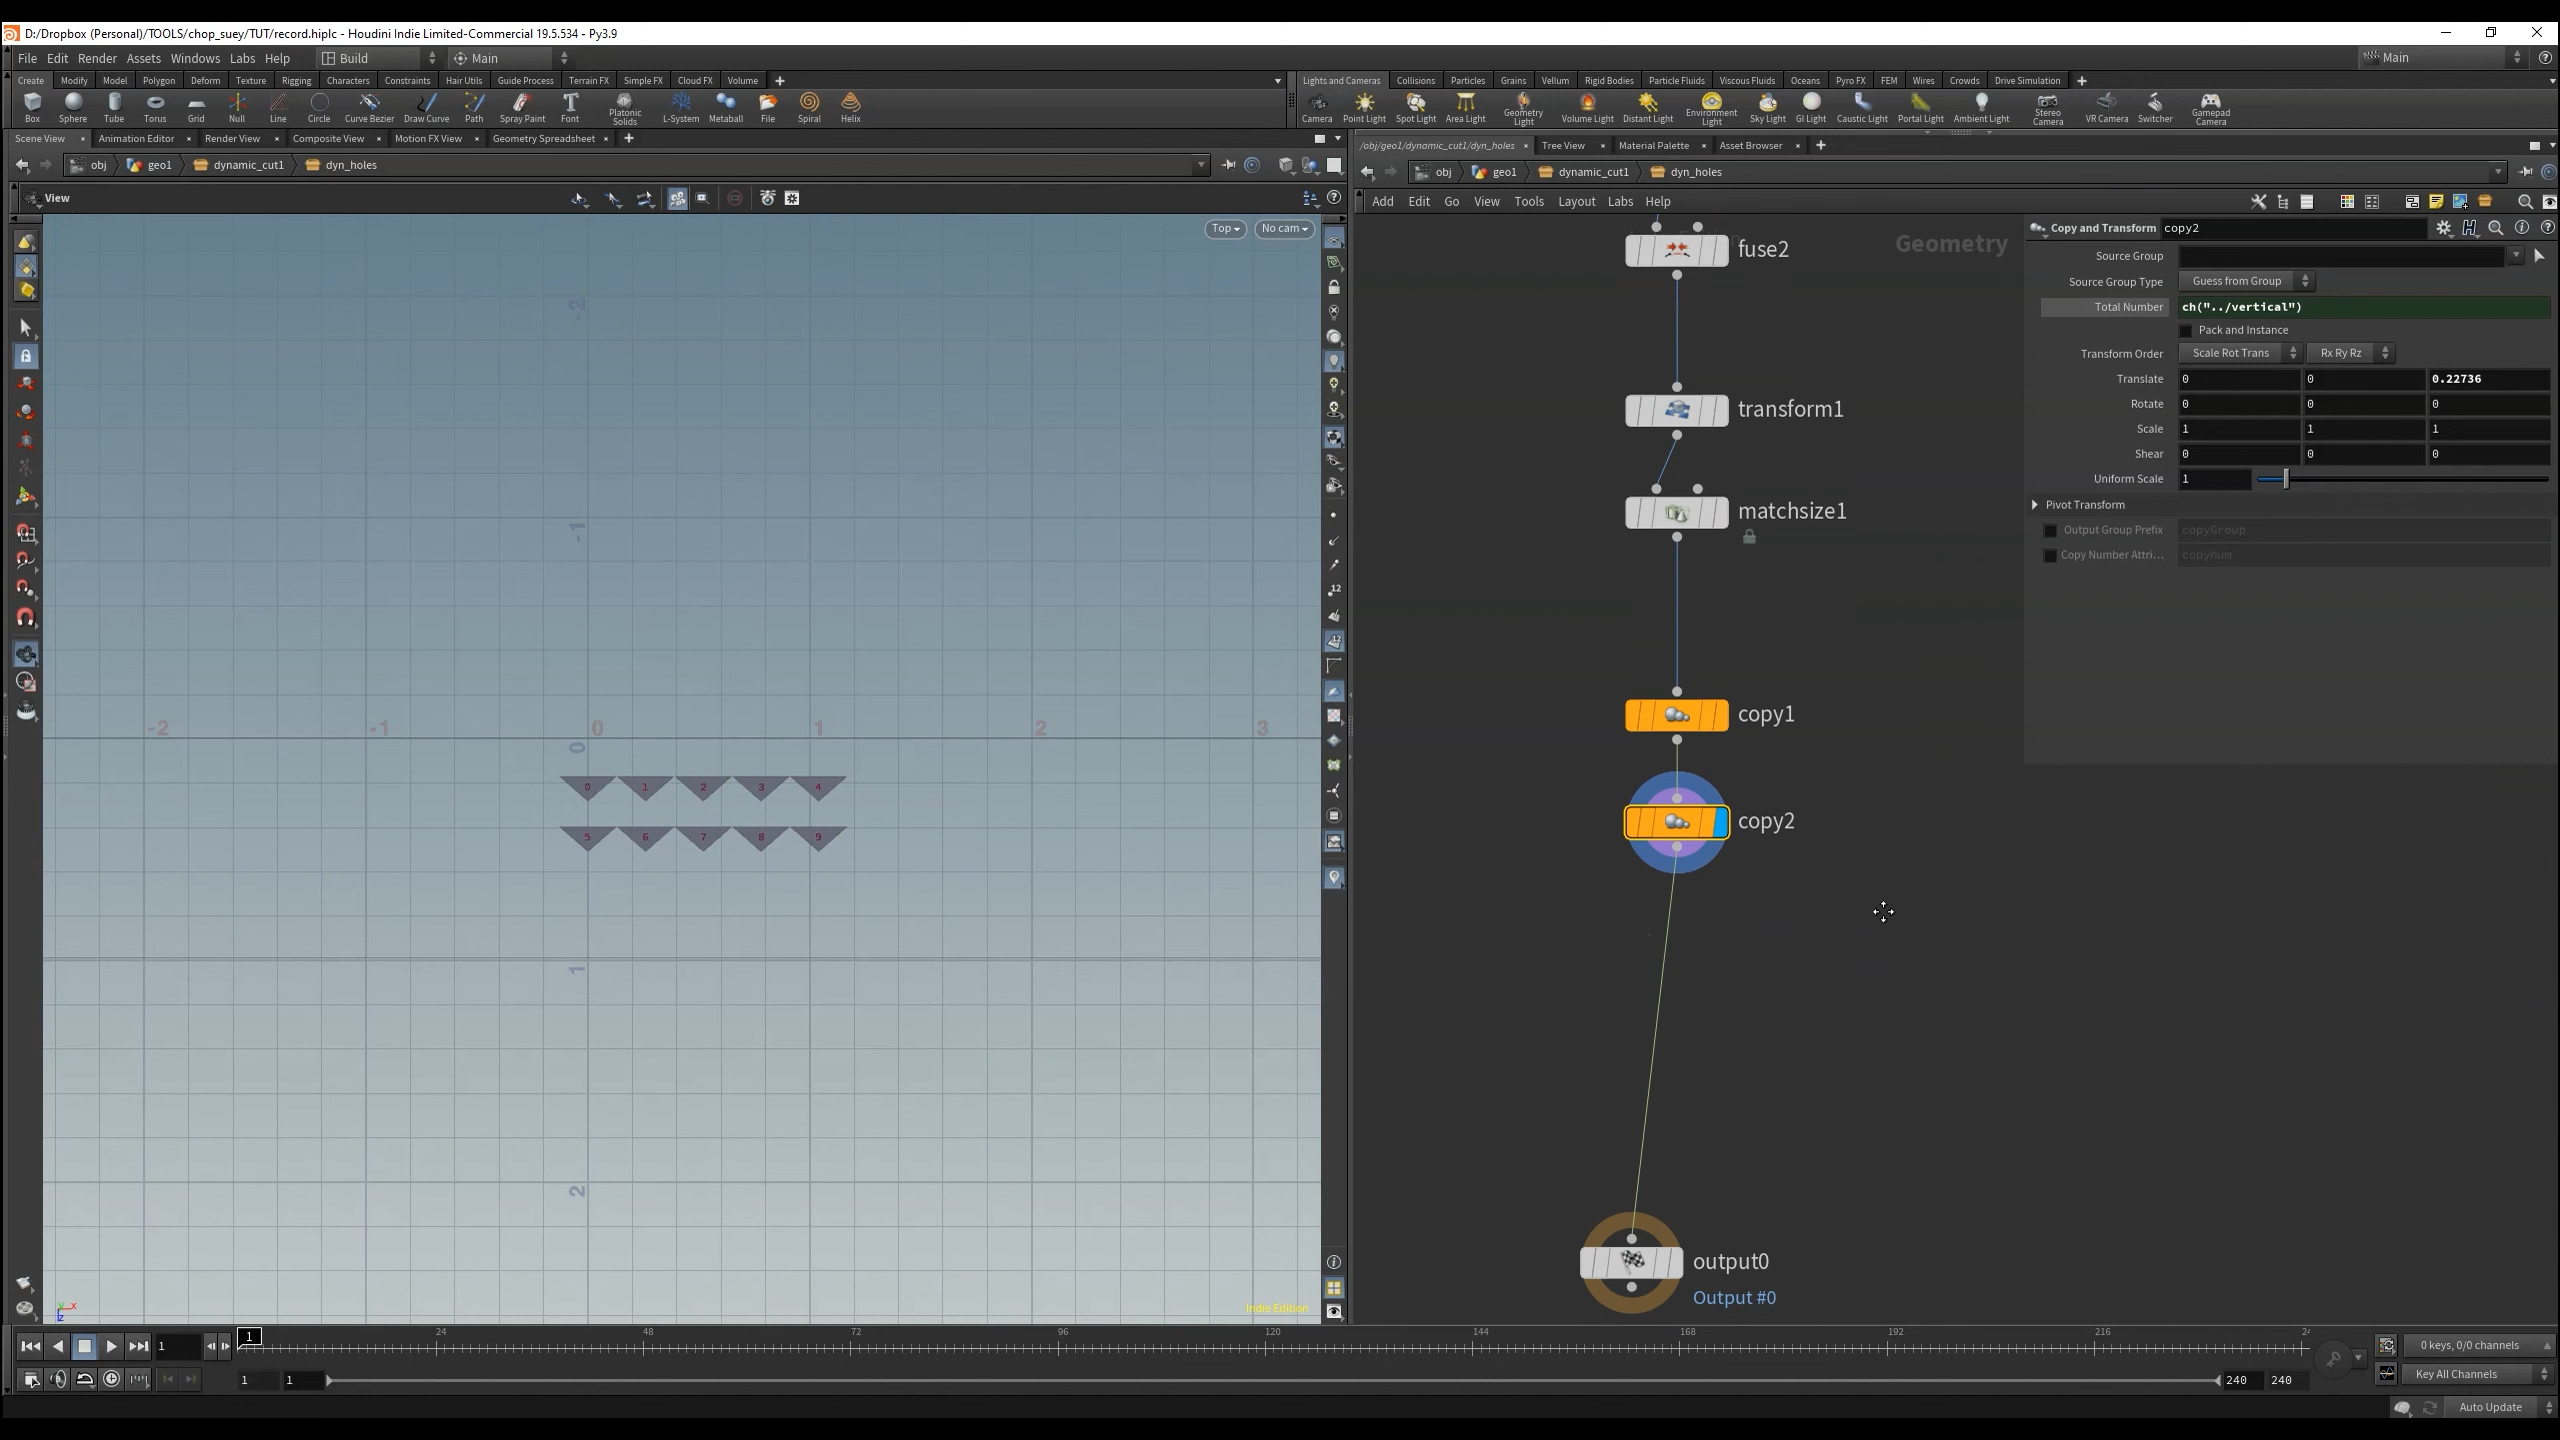 D:/Dropbox (Personal)/TOOLS/chop_suey/TUT/record.hiplc - Houdini Indie Limited-Commercial 19.5.534 - Py3.9
File Edit Render Assets Windows Labs Help Build Main Main
Create Modify Model Polygon Deform Texture Rigging Characters Constraints Hair Utils Guide Process Terrain FX Simple FX Cloud FX Volume
Lights and Cameras Collisions Particles Grains Vellum Rigid Bodies Particle Fluids Viscous Fluids Oceans Pyro FX FEM Wires Crowds Drive Simulation
Box Sphere Tube Torus Grid Null Line Circle Curve Bezier Draw Curve Path Spray Paint Font Platonic Solids L-System Metaball File Spiral Helix
Camera Point Light Spot Light Area Light Geometry Light Volume Light Distant Light Environment Light Sky Light GI Light Caustic Light Portal Light Ambient Light Stereo Camera VR Camera Switcher Gamepad Camera
Scene View Animation Editor Render View Composite View Motion FX View Geometry Spreadsheet
/obj/geo1/dynamic_cut1/dyn_holes Tree View Material Palette Asset Browser
obj geo1 dynamic_cut1 dyn_holes
obj geo1 dynamic_cut1 dyn_holes
View
Add Edit Go View Tools Layout Labs Help
Top No cam
-2
-1
-2 -1 0 1 2 3
0
0 1 2 3 4
5 6 7 8 9
1
2
Indie Edition
Geometry
fuse2
transform1
matchsize1
copy1
copy2
output0
Output #0
Copy and Transform copy2
Source Group
Source Group Type Guess from Group
Total Number ch("../vertical")
Pack and Instance
Transform Order Scale Rot Trans Rx Ry Rz
Translate 0 0 0.22736
Rotate 0 0 0
Scale 1 1 1
Shear 0 0 0
Uniform Scale 1
Pivot Transform
Output Group Prefix copyGroup
Copy Number Attri... copynum
1 1 24 48 72 96 120 144 168 192 216
0 keys, 0/0 channels
1 1 240 240 Key All Channels
Auto Update